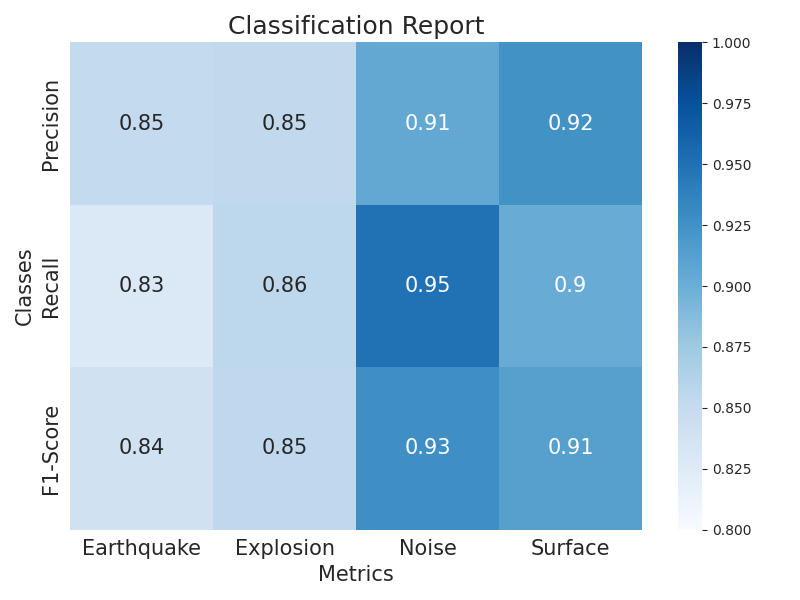 Classification Report
Precision
0.85 0.85 0.91 0.92
Classes
Recall
0.83 0.86 0.95 0.9
F1-Score
0.84 0.85 0.93 0.91
Earthquake Explosion Noise Surface
Metrics
1.000
0.975
0.950
0.925
0.900
0.875
0.850
0.825
0.800